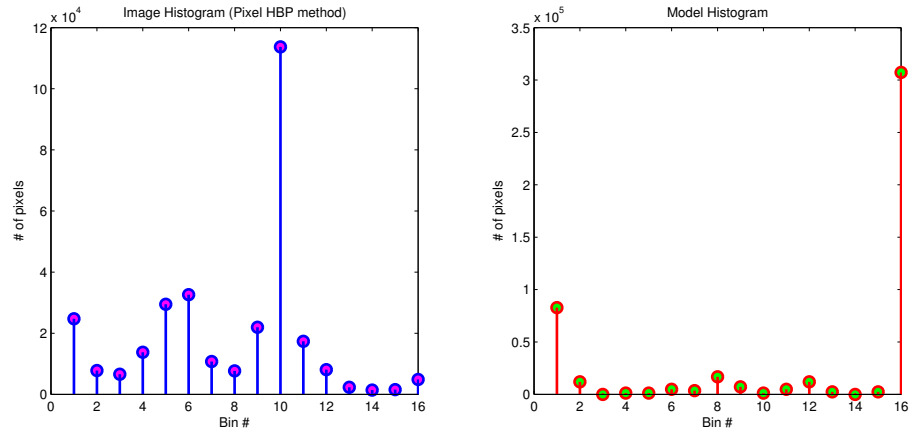 Image Histogram (Pixel HBP method)
x 10^4
12
10
8
6
4
2
0
# of pixels
0 2 4 6 8 10 12 14 16
Bin #
Model Histogram
x 10^5
3.5
3
2.5
2
1.5
1
0.5
0
# of pixels
0 2 4 6 8 10 12 14 16
Bin #